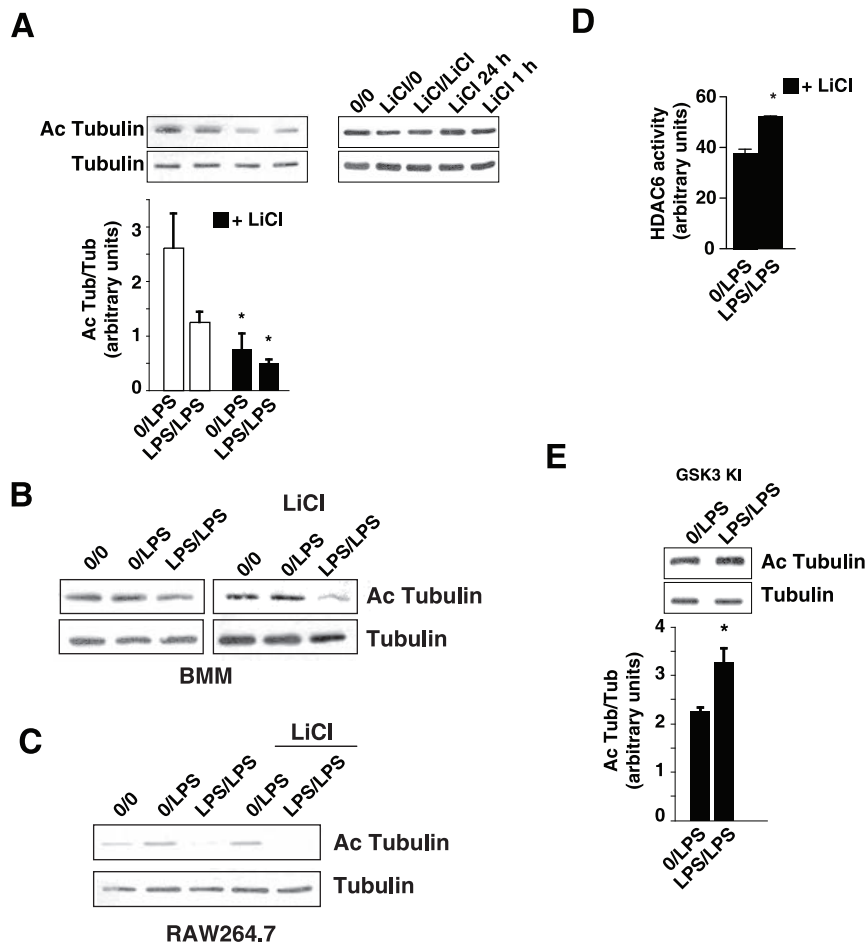 A
0/0
LiCl/0
LiCl/LiCl
LiCl 24 h
LiCl 1 h
Ac Tubulin
Tubulin
Ac Tub/Tub
(arbitrary units)
+ LiCl
3
2
1
0
*
*
0/LPS
LPS/LPS
0/LPS
LPS/LPS
D
HDAC6 activity
(arbitrary units)
+ LiCl
60
40
20
0
*
0/LPS
LPS/LPS
B
LiCl
0/0
0/LPS
LPS/LPS
0/0
0/LPS
LPS/LPS
Ac Tubulin
Tubulin
BMM
C
LiCl
0/0
0/LPS
LPS/LPS
0/LPS
LPS/LPS
Ac Tubulin
Tubulin
RAW264.7
E
GSK3 KI
0/LPS
LPS/LPS
Ac Tubulin
Tubulin
Ac Tub/Tub
(arbitrary units)
4
3
2
1
0
*
0/LPS
LPS/LPS